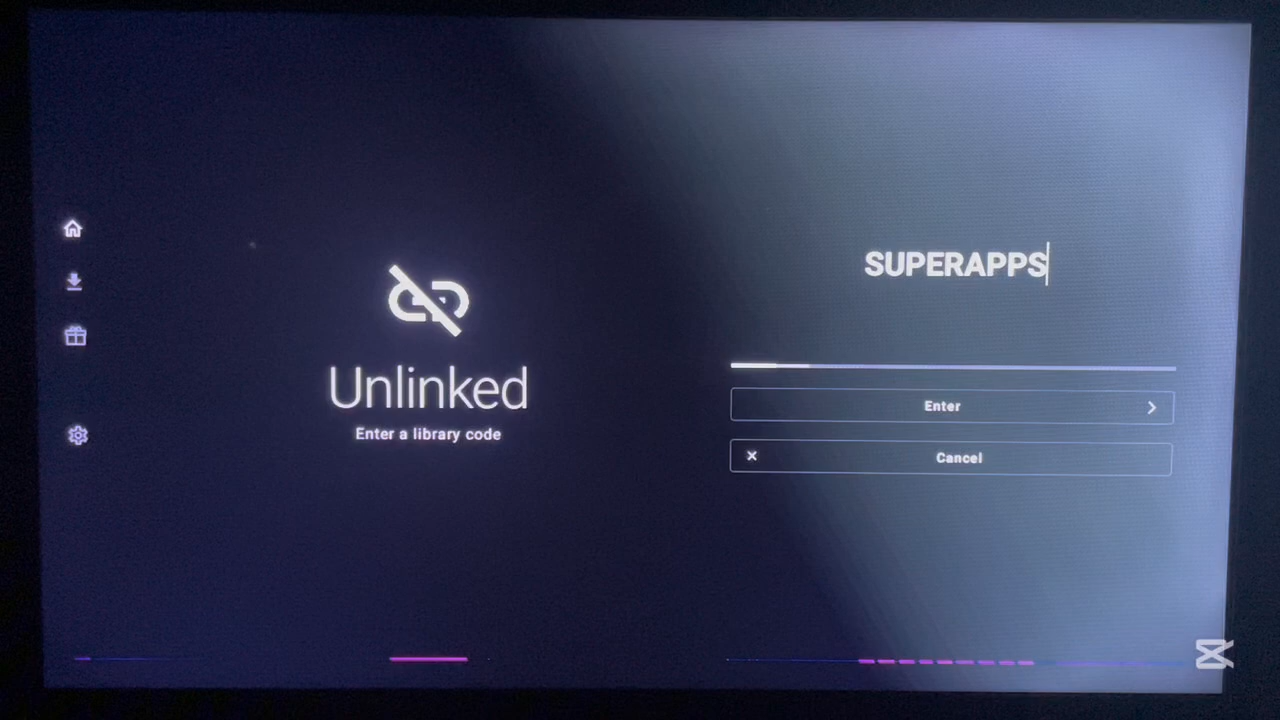 Unlinked
Enter a library code
SUPERAPPS
Enter
Cancel